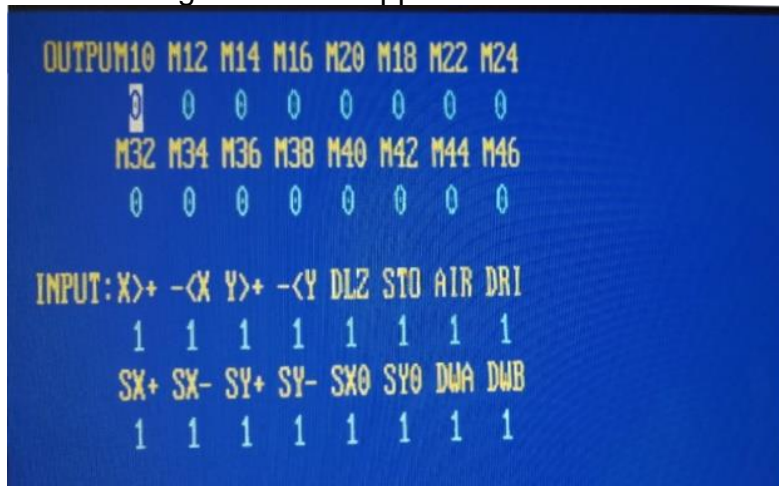 OUTPUM10 M12 M14 M16 M20 M18 M22 M24
0 0 0 0 0 0 0 0
M32 M34 M36 M38 M40 M42 M44 M46
0 0 0 0 0 0 0 0
INPUT:X>+ -<X Y>+ -<Y DLZ STO AIR DRI
1 1 1 1 1 1 1 1
SX+ SX- SY+ SY- SX0 SY0 DWA DWB
1 1 1 1 1 1 1 1